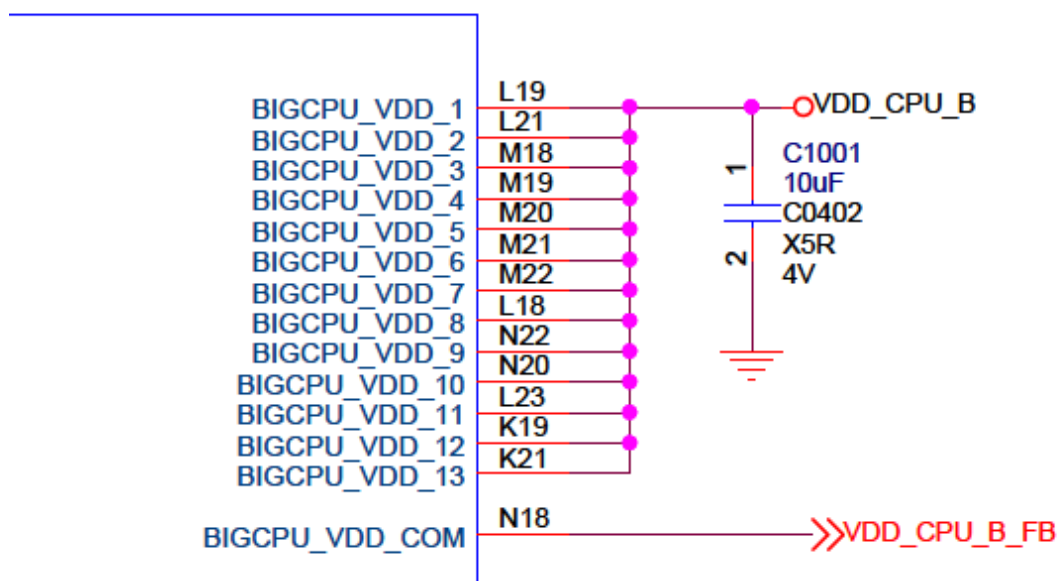 BIGCPU_VDD_1 L19 VDD_CPU_B
BIGCPU_VDD_2 L21
BIGCPU_VDD_3 M18
BIGCPU_VDD_4 M19
BIGCPU_VDD_5 M20
BIGCPU_VDD_6 M21
BIGCPU_VDD_7 M22
BIGCPU_VDD_8 L18
BIGCPU_VDD_9 N22
BIGCPU_VDD_10 N20
BIGCPU_VDD_11 L23
BIGCPU_VDD_12 K19
BIGCPU_VDD_13 K21
1
2
C1001
10uF
C0402
X5R
4V
BIGCPU_VDD_COM N18 VDD_CPU_B_FB